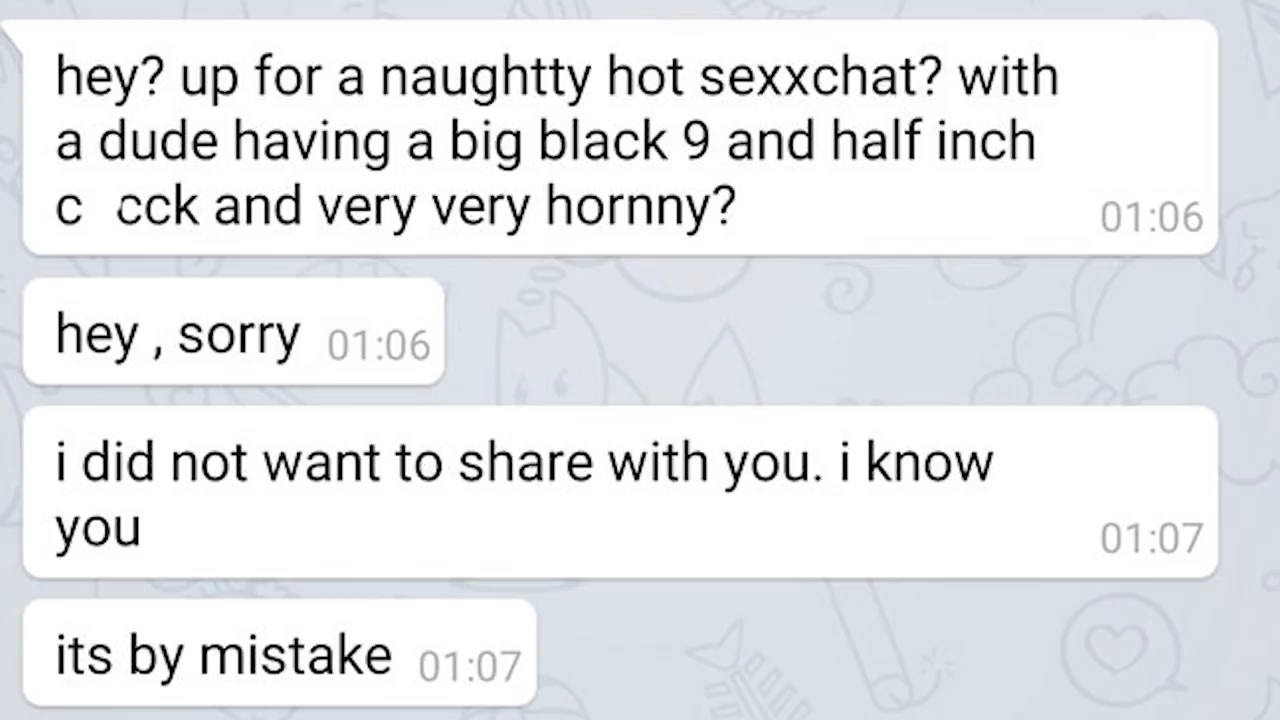 hey? up for a naughtty hot sexxchat? with
a dude having a big black 9 and half inch
c cck and very very hornny?
01:06
hey , sorry 01:06
i did not want to share with you. i know
you
01:07
its by mistake 01:07